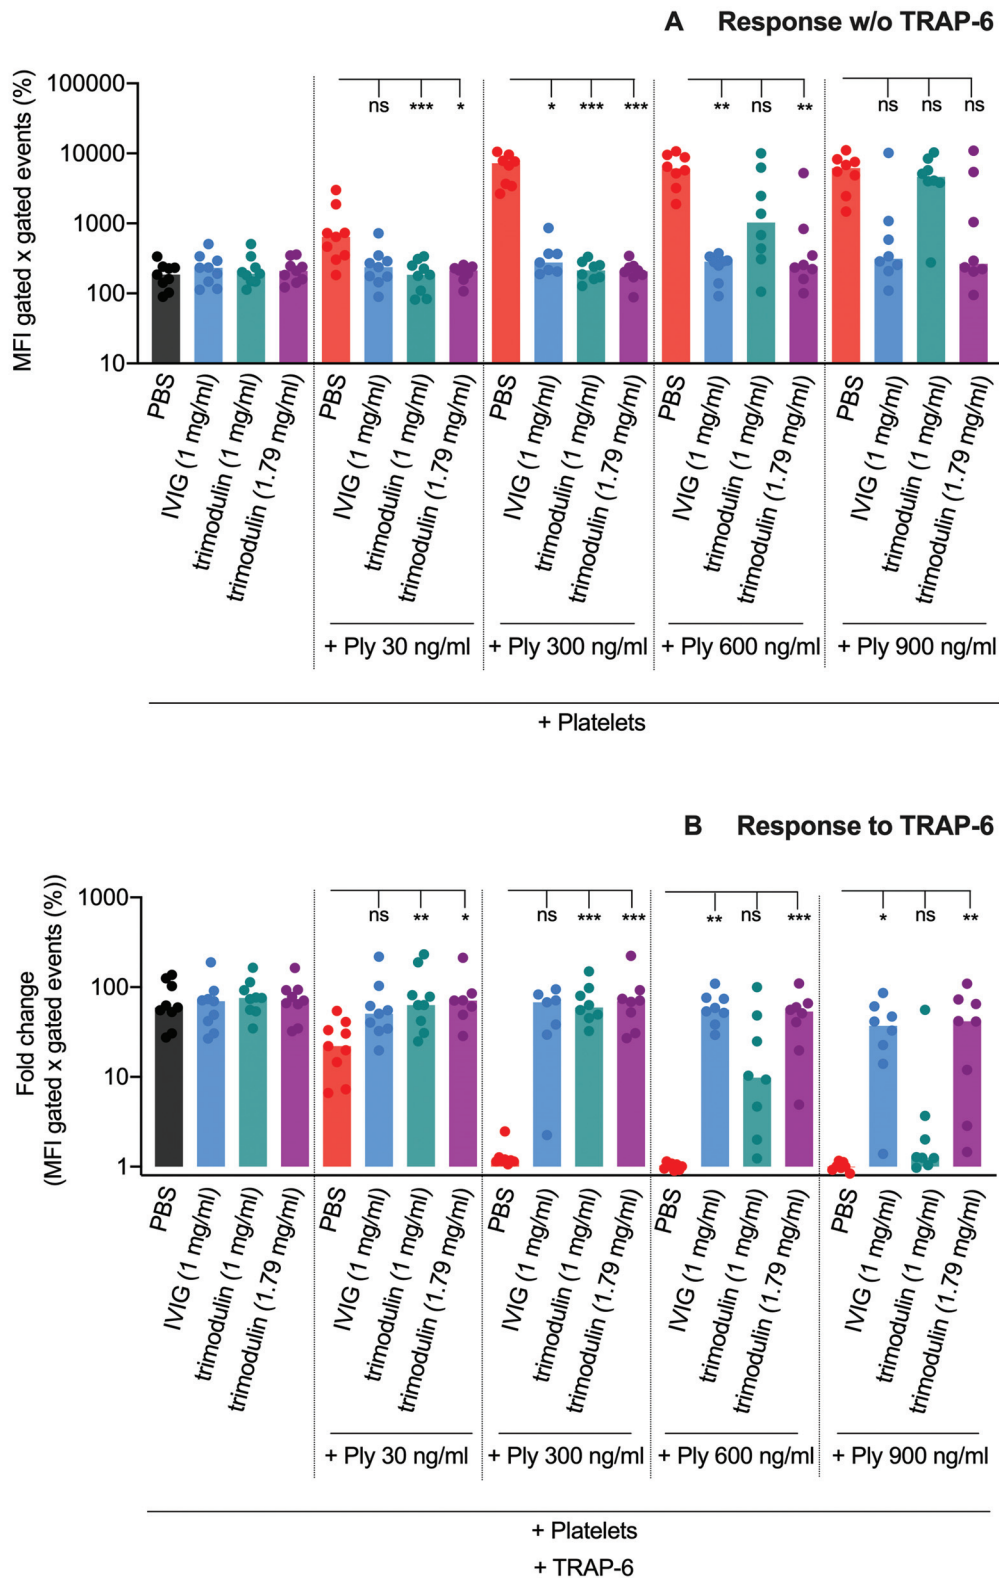 A Response w/o TRAP-6
MFI gated x gated events (%)
100000
10000
1000
100
10
ns *** *
* *** ***
** ns **
ns ns ns
PBS
IVIG (1 mg/ml)
trimodulin (1 mg/ml)
trimodulin (1.79 mg/ml)
PBS
IVIG (1 mg/ml)
trimodulin (1 mg/ml)
trimodulin (1.79 mg/ml)
PBS
IVIG (1 mg/ml)
trimodulin (1 mg/ml)
trimodulin (1.79 mg/ml)
PBS
IVIG (1 mg/ml)
trimodulin (1 mg/ml)
trimodulin (1.79 mg/ml)
PBS
IVIG (1 mg/ml)
trimodulin (1 mg/ml)
trimodulin (1.79 mg/ml)
+ Ply 30 ng/ml
+ Ply 300 ng/ml
+ Ply 600 ng/ml
+ Ply 900 ng/ml
+ Platelets
B Response to TRAP-6
Fold change
(MFI gated x gated events (%))
1000
100
10
1
ns ** *
ns *** ***
** ns ***
* ns **
PBS
IVIG (1 mg/ml)
trimodulin (1 mg/ml)
trimodulin (1.79 mg/ml)
PBS
IVIG (1 mg/ml)
trimodulin (1 mg/ml)
trimodulin (1.79 mg/ml)
PBS
IVIG (1 mg/ml)
trimodulin (1 mg/ml)
trimodulin (1.79 mg/ml)
PBS
IVIG (1 mg/ml)
trimodulin (1 mg/ml)
trimodulin (1.79 mg/ml)
PBS
IVIG (1 mg/ml)
trimodulin (1 mg/ml)
trimodulin (1.79 mg/ml)
+ Ply 30 ng/ml
+ Ply 300 ng/ml
+ Ply 600 ng/ml
+ Ply 900 ng/ml
+ Platelets
+ TRAP-6